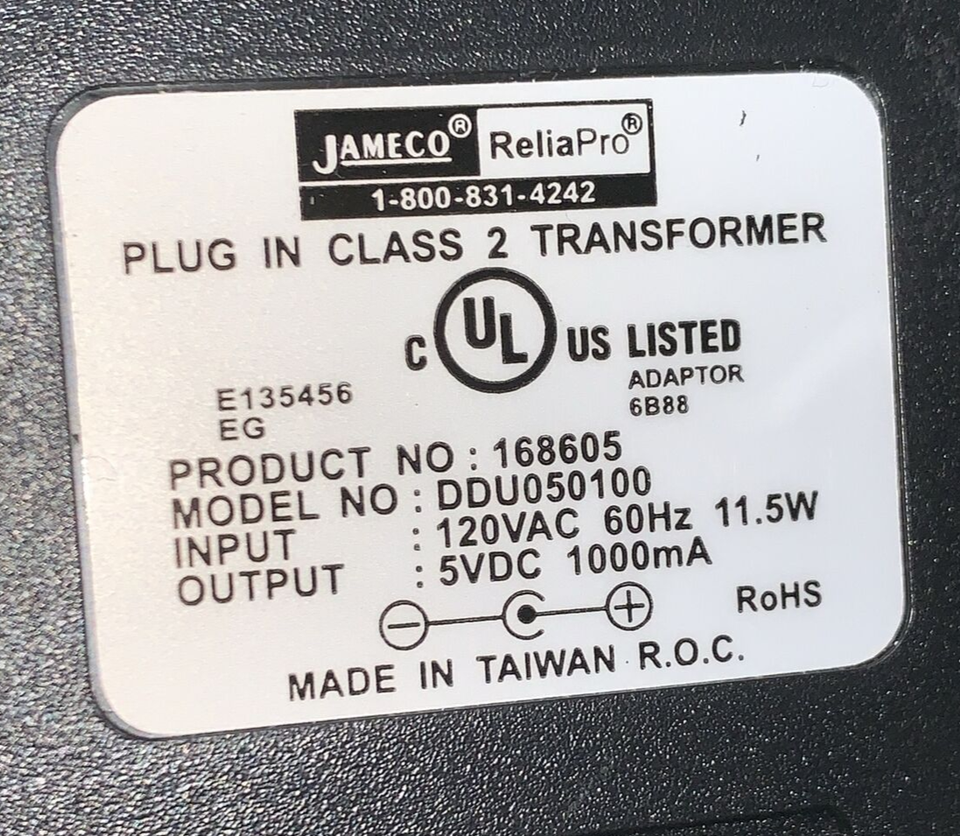 JAMECO® ReliaPro®
1-800-831-4242
PLUG IN CLASS 2 TRANSFORMER
C UL US LISTED
ADAPTOR
6B88
E135456
EG
PRODUCT NO : 168605
MODEL NO : DDU050100
INPUT : 120VAC 60Hz 11.5W
OUTPUT : 5VDC 1000mA
RoHS
MADE IN TAIWAN R.O.C.